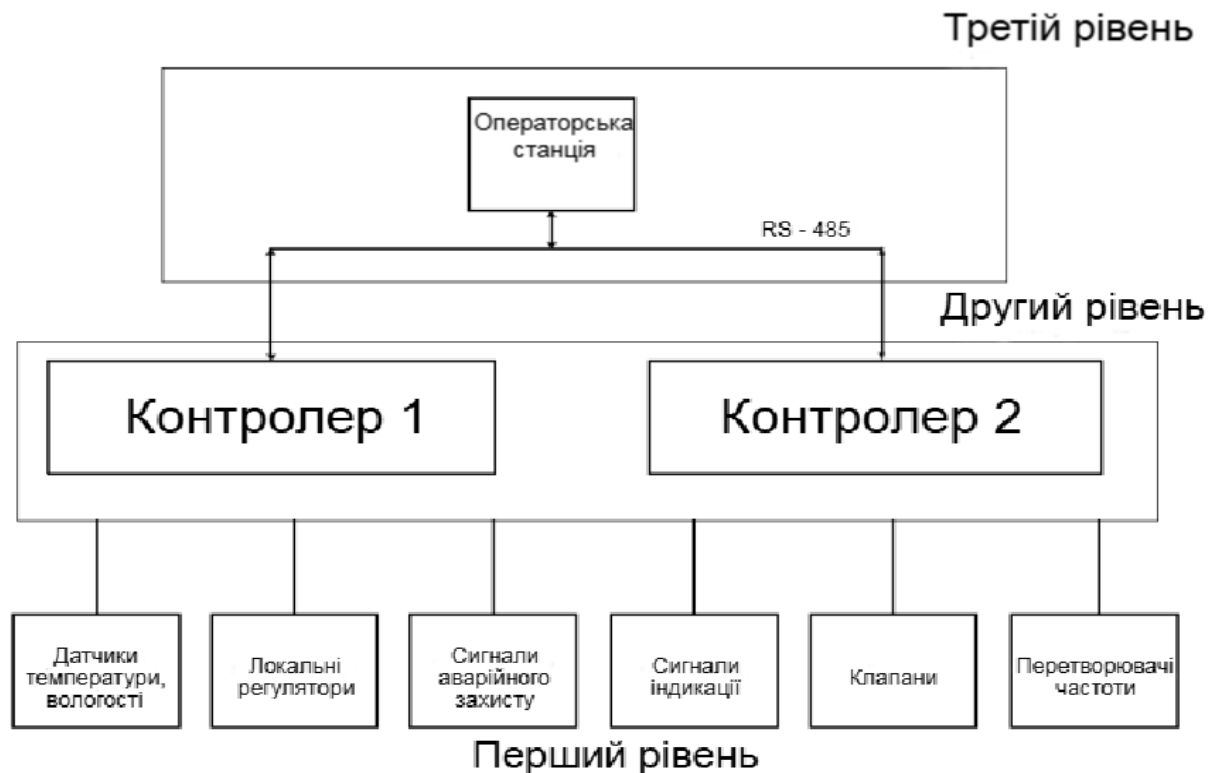 Третій рівень
Операторська
станція
RS - 485
Другий рівень
Контролер 1
Контролер 2
Датчики
температури,
вологості
Локальні
регулятори
Сигнали
аварійного
захисту
Сигнали
індикації
Клапани
Перетворювачі
частоти
Перший рівень